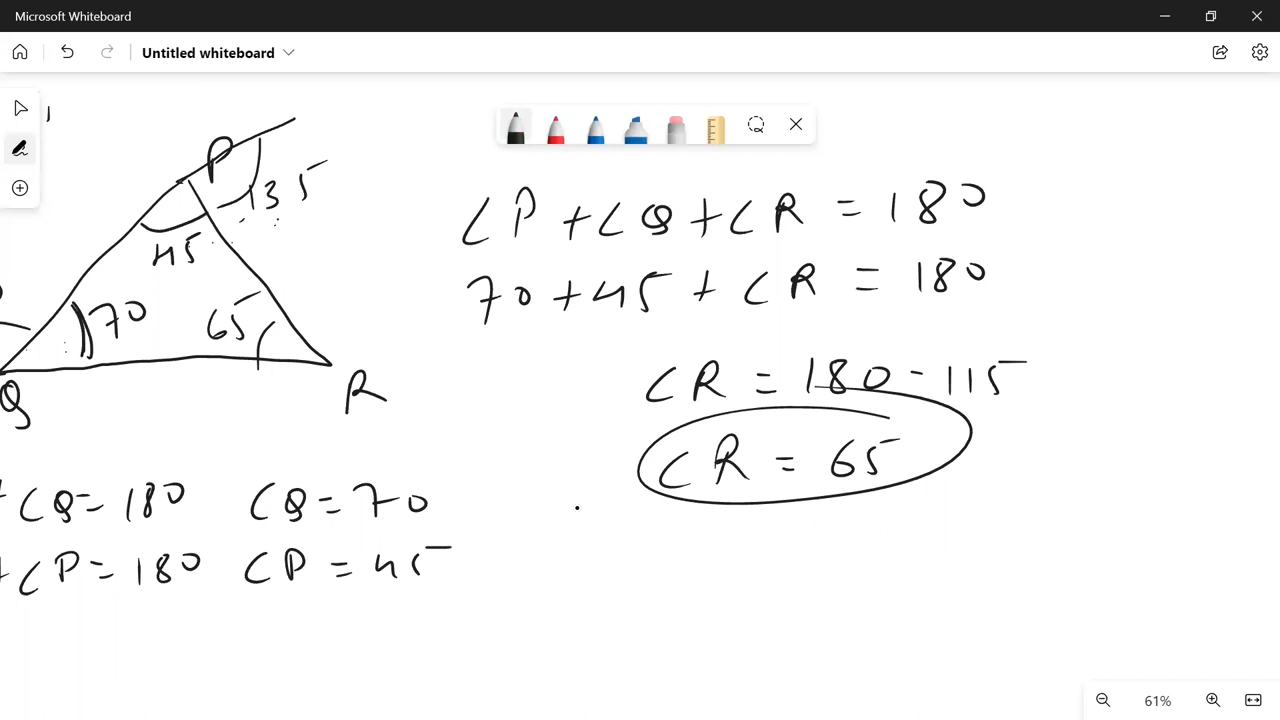 Microsoft Whiteboard
Untitled whiteboard
P
135
45
70
65
Q
R
∠P + ∠Q + ∠R = 180
70 + 45 + ∠R = 180
∠R = 180 - 115
∠R = 65
+ ∠Q = 180 ∠Q = 70
+ ∠P = 180 ∠P = 45
61%